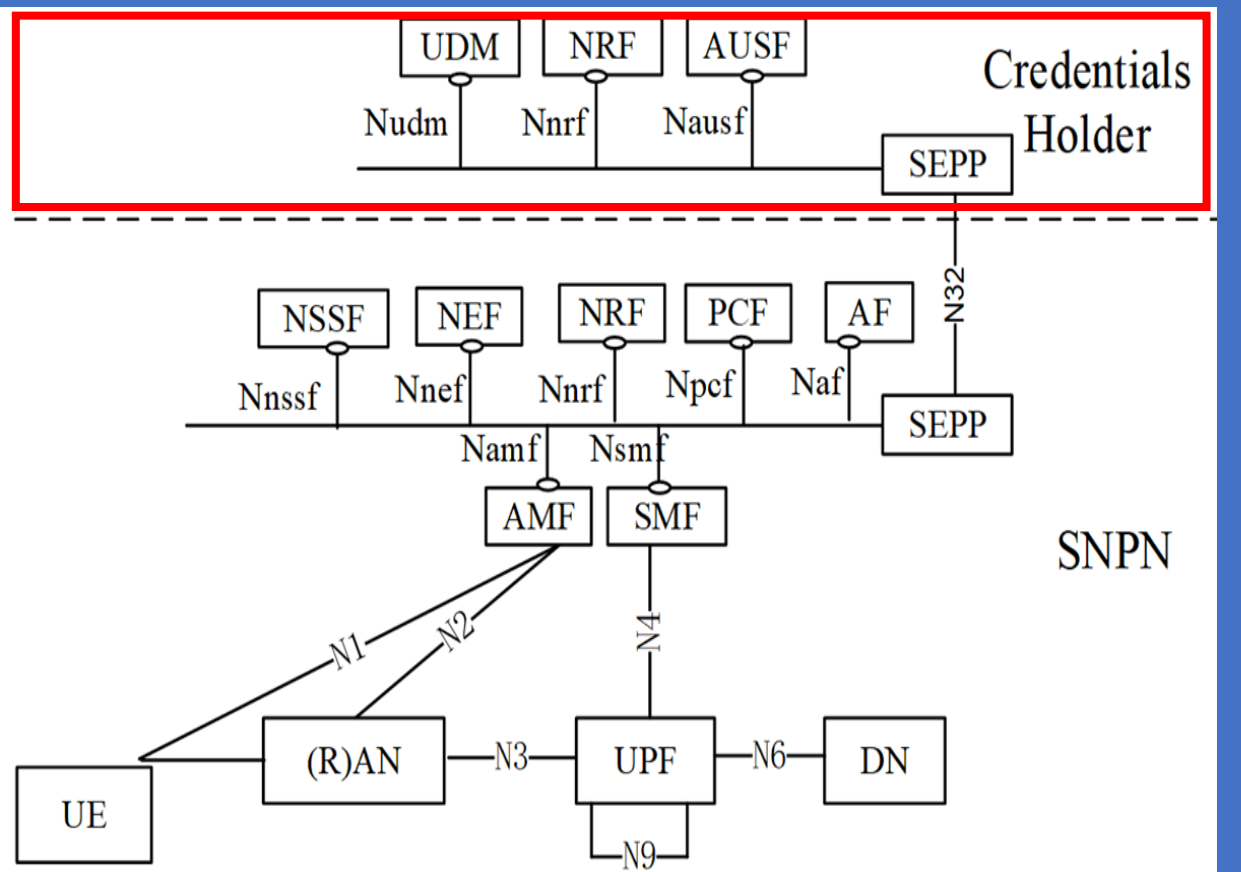 UDM
NRF
AUSF
Credentials
Holder
Nudm
Nnrf
Nausf
SEPP
N32
NSSF
NEF
NRF
PCF
AF
Nnssf
Nnef
Nnrf
Npcf
Naf
SEPP
Namf
Nsmf
AMF
SMF
SNPN
N1
N2
N4
(R)AN
N3
UPF
N6
DN
UE
N9